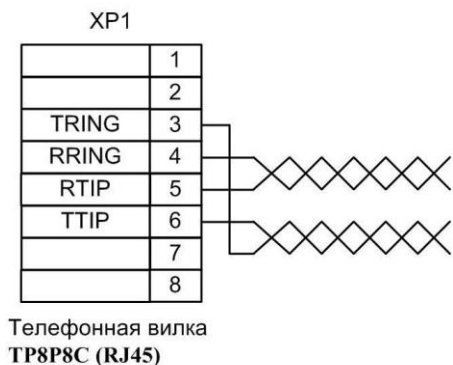 XP1
1
2
TRING 3
RRING 4
RTIP 5
TTIP 6
7
8
Телефонная вилка
TP8P8C (RJ45)